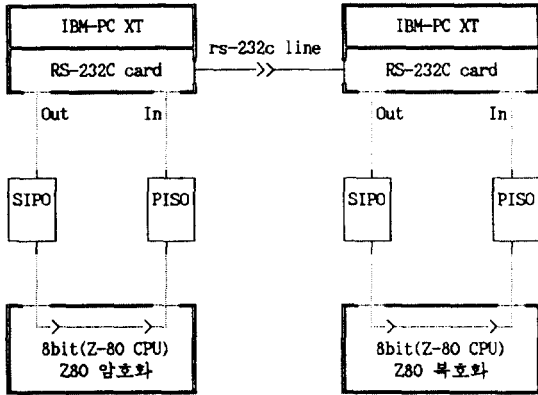 IBM-PC XT
IBM-PC XT
rs-232c line
RS-232C card
RS-232C card
Out
In
Out
In
SIPO
PISO
SIPO
PISO
8bit(Z-80 CPU)
Z80 암호화
8bit(Z-80 CPU)
Z80 복호화